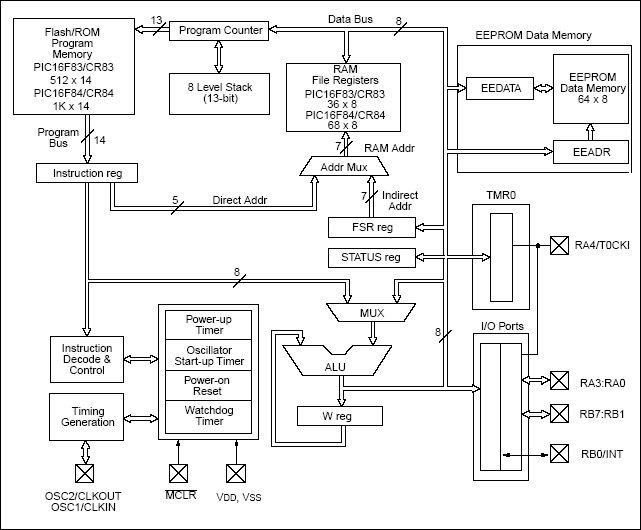 Flash/ROM
Program
Memory
PIC16F83/CR83
512 x 14
PIC16F84/CR84
1K x 14
13
Program Counter
8 Level Stack
(13-bit)
Data Bus
8
RAM
File Registers
PIC16F83/CR83
36 x 8
PIC16F84/CR84
68 x 8
EEPROM Data Memory
EEDATA
EEPROM
Data Memory
64 x 8
EEADR
Program
Bus
14
Instruction reg
7
RAM Addr
Addr Mux
5
Direct Addr
7
Indirect
Addr
FSR reg
STATUS reg
TMR0
RA4/T0CKI
8
MUX
8
ALU
W reg
I/O Ports
RA3:RA0
RB7:RB1
RB0/INT
Instruction
Decode &
Control
Timing
Generation
Power-up
Timer
Oscillator
Start-up Timer
Power-on
Reset
Watchdog
Timer
OSC2/CLKOUT
OSC1/CLKIN
MCLR
VDD, VSS